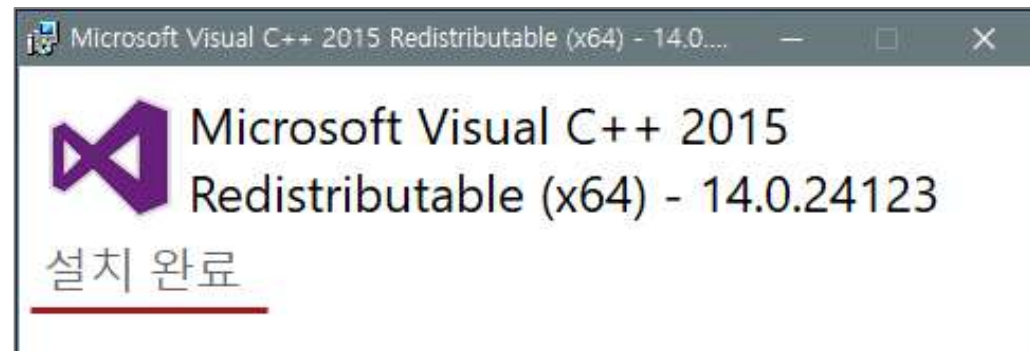 Microsoft Visual C++ 2015 Redistributable (x64) - 14.0....
Microsoft Visual C++ 2015
Redistributable (x64) - 14.0.24123
설치 완료